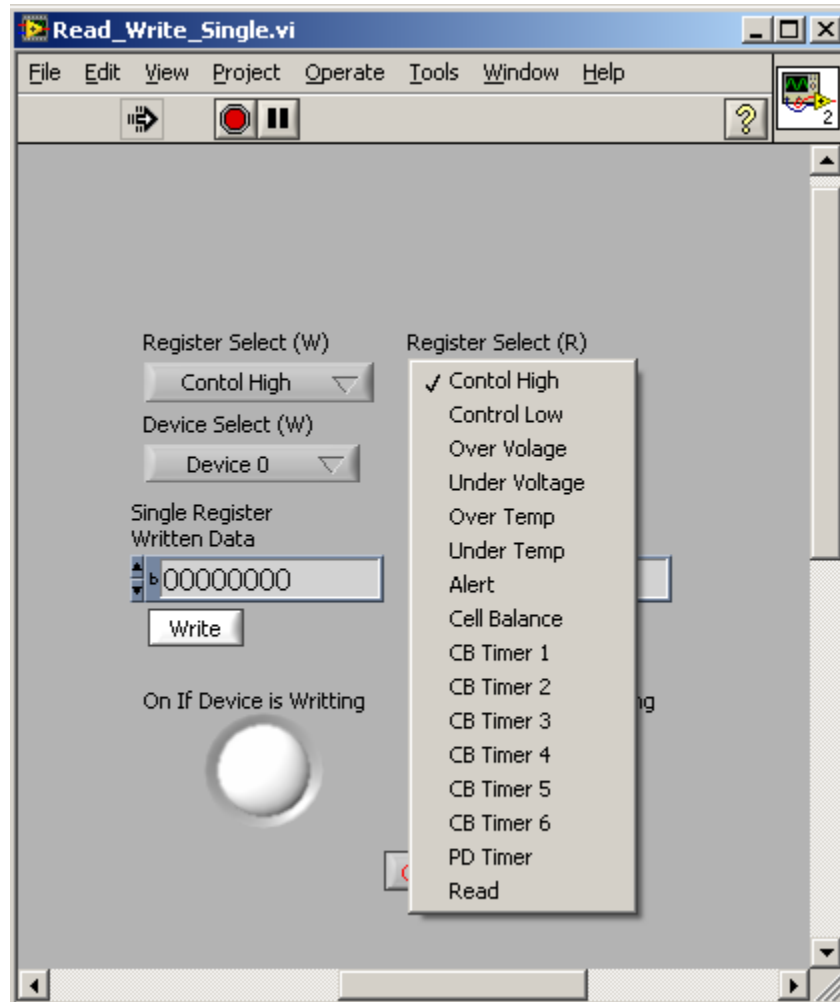 Read_Write_Single.vi
File Edit View Project Operate Tools Window Help
2
Register Select (W)
Register Select (R)
Contol High
Device Select (W)
Device 0
Single Register
Written Data
b 00000000
Write
On If Device is Writting
✓ Contol High
Control Low
Over Volage
Under Voltage
Over Temp
Under Temp
Alert
Cell Balance
CB Timer 1
CB Timer 2
CB Timer 3
CB Timer 4
CB Timer 5
CB Timer 6
PD Timer
Read